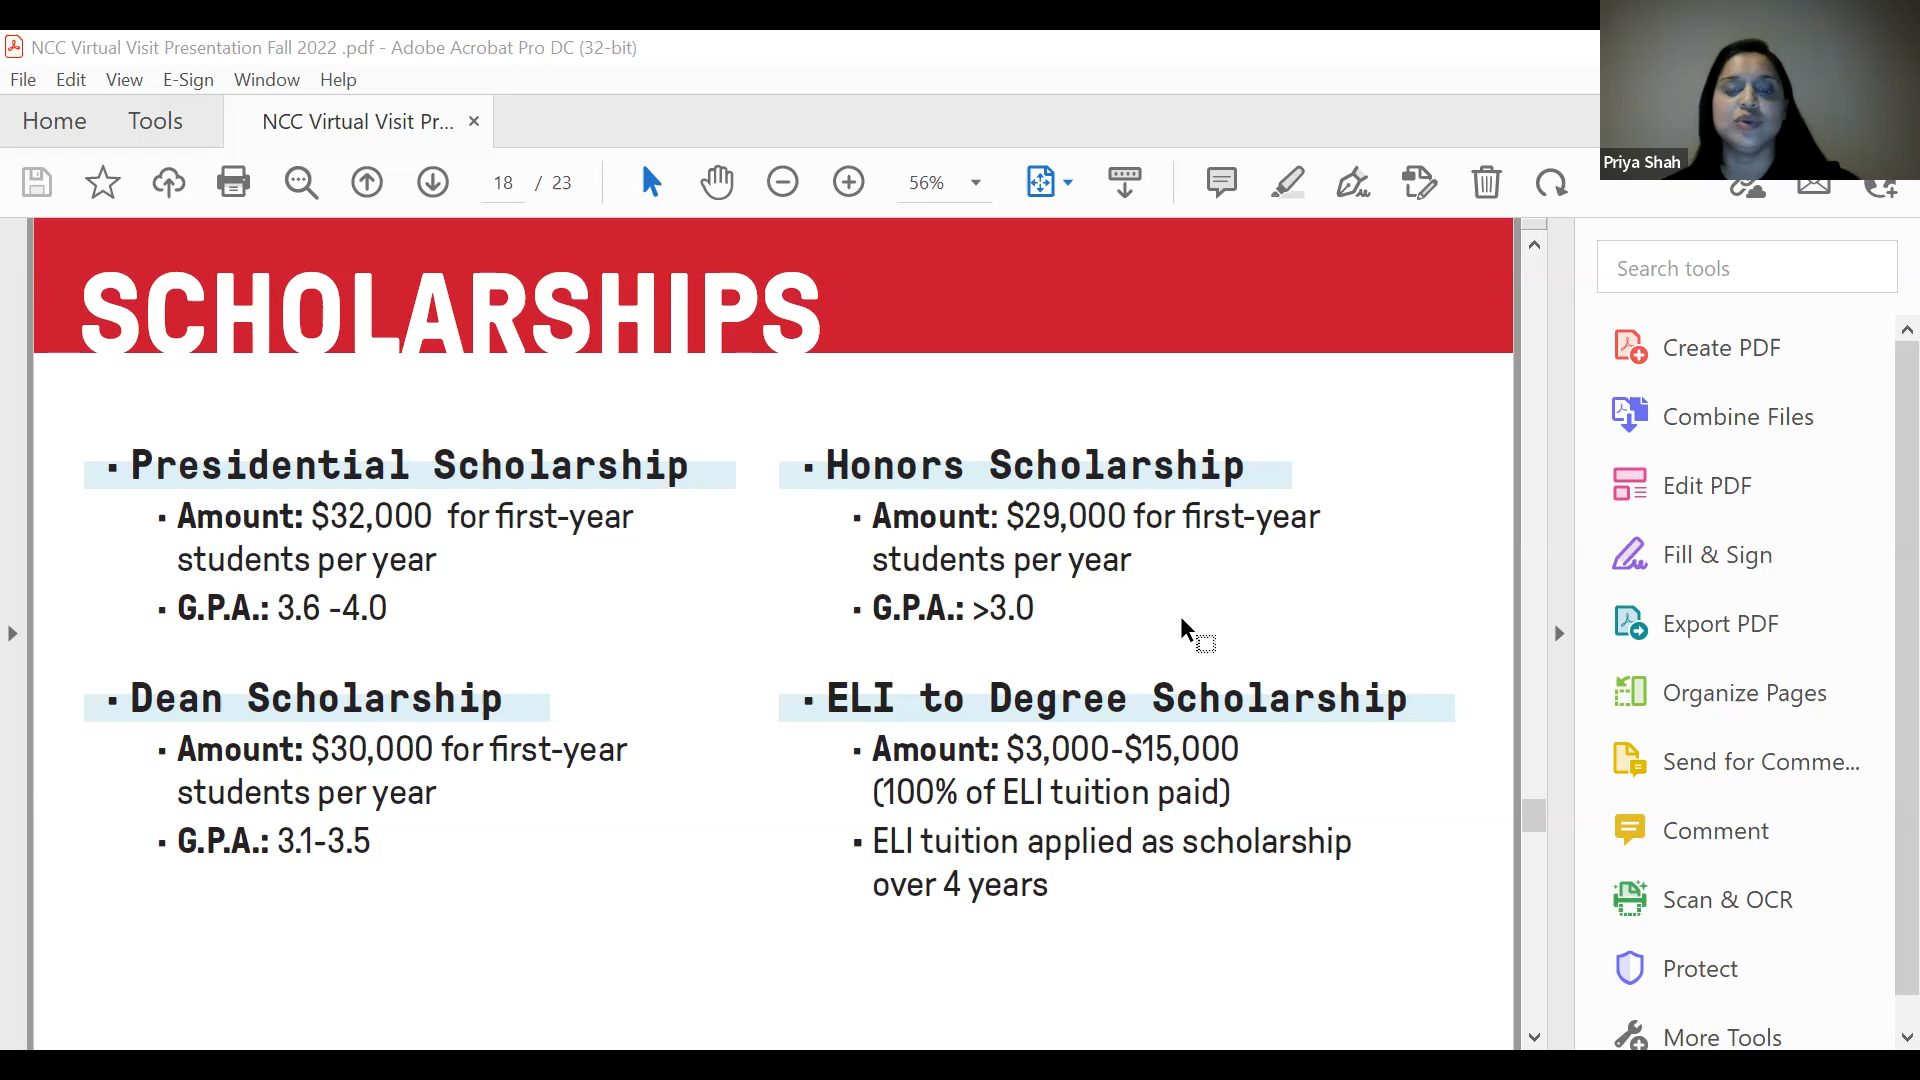 NCC Virtual Visit Presentation Fall 2022 .pdf - Adobe Acrobat Pro DC (32-bit)
File Edit View E-Sign Window Help
Home Tools NCC Virtual Visit Pr... ×
Priya Shah
18 / 23 56%
SCHOLARSHIPS
▪ Presidential Scholarship
▪ Amount: $32,000 for first-year
students per year
▪ G.P.A.: 3.6 -4.0
▪ Dean Scholarship
▪ Amount: $30,000 for first-year
students per year
▪ G.P.A.: 3.1-3.5
▪ Honors Scholarship
▪ Amount: $29,000 for first-year
students per year
▪ G.P.A.: >3.0
▪ ELI to Degree Scholarship
▪ Amount: $3,000-$15,000
(100% of ELI tuition paid)
▪ ELI tuition applied as scholarship
over 4 years
Search tools
Create PDF
Combine Files
Edit PDF
Fill & Sign
Export PDF
Organize Pages
Send for Comme...
Comment
Scan & OCR
Protect
More Tools